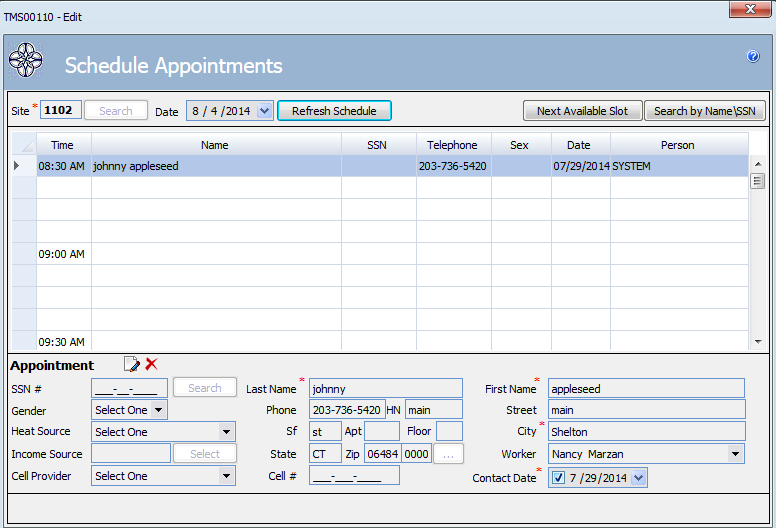 TMS00110 - Edit
Schedule Appointments
Site * 1102 Search Date 8 / 4 /2014 Refresh Schedule Next Available Slot Search by Name\SSN
Time Name SSN Telephone Sex Date Person
08:30 AM johnny appleseed 203-736-5420 07/29/2014 SYSTEM
09:00 AM
09:30 AM
Appointment
SSN # ___-__-____ Search Last Name * johnny First Name * appleseed
Gender Select One Phone 203-736-5420 HN main Street main
Heat Source Select One Sf st Apt Floor City * Shelton
Income Source Select State CT Zip 06484 0000 ... Worker Nancy Marzan
Cell Provider Select One Cell # ___-___-____ Contact Date * 7 /29/2014